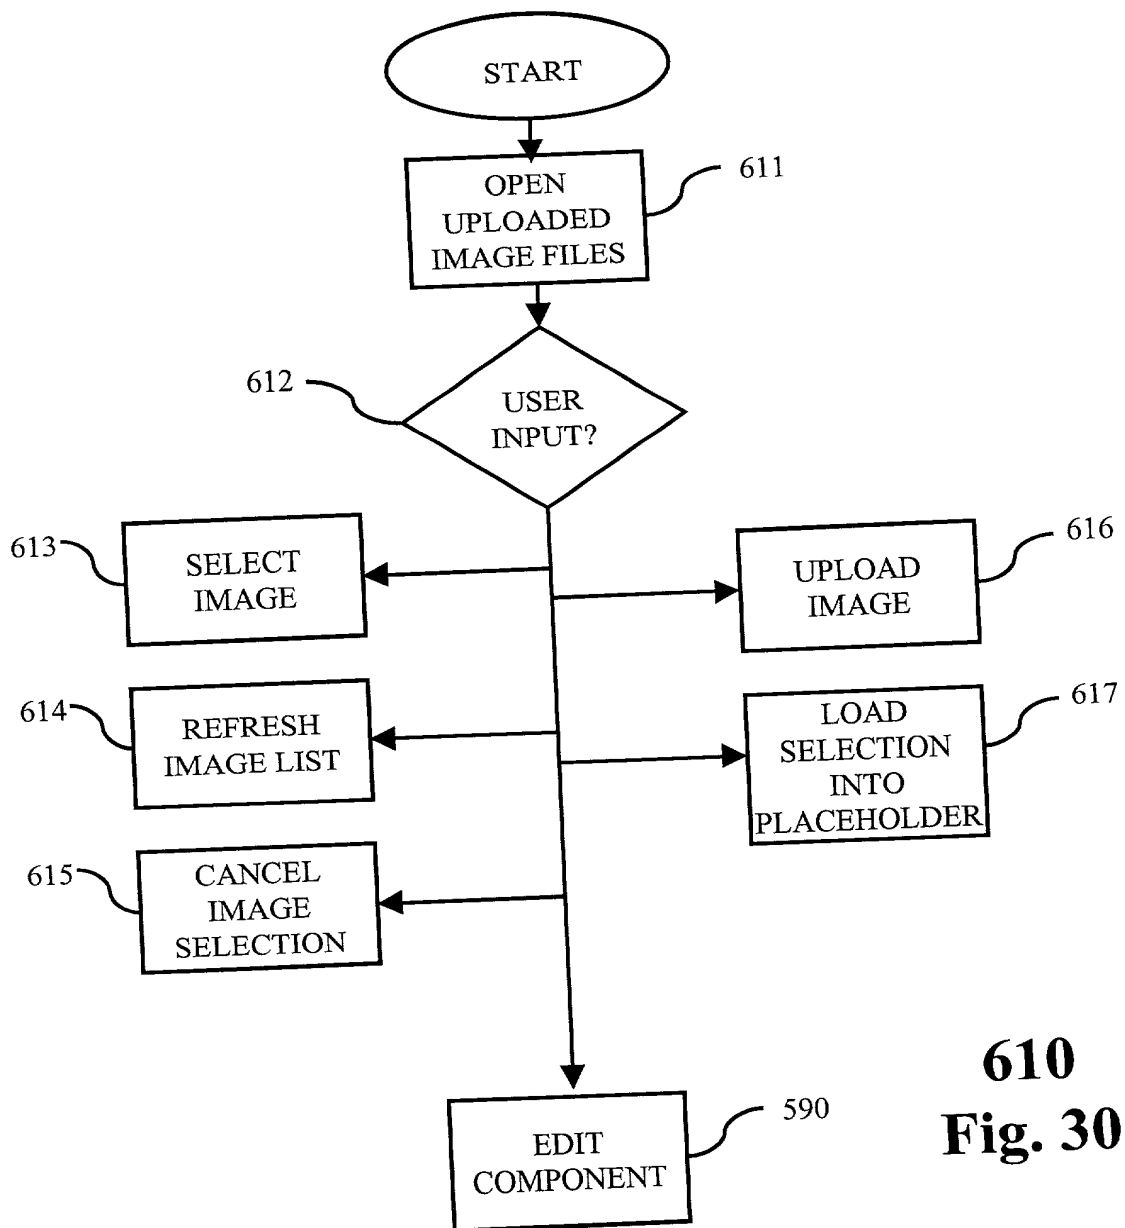 START
OPEN
UPLOADED
IMAGE FILES
611
612
USER
INPUT?
613
SELECT
IMAGE
616
UPLOAD
IMAGE
614
REFRESH
IMAGE LIST
617
LOAD
SELECTION
INTO
PLACEHOLDER
615
CANCEL
IMAGE
SELECTION
590
EDIT
COMPONENT
610
Fig. 30